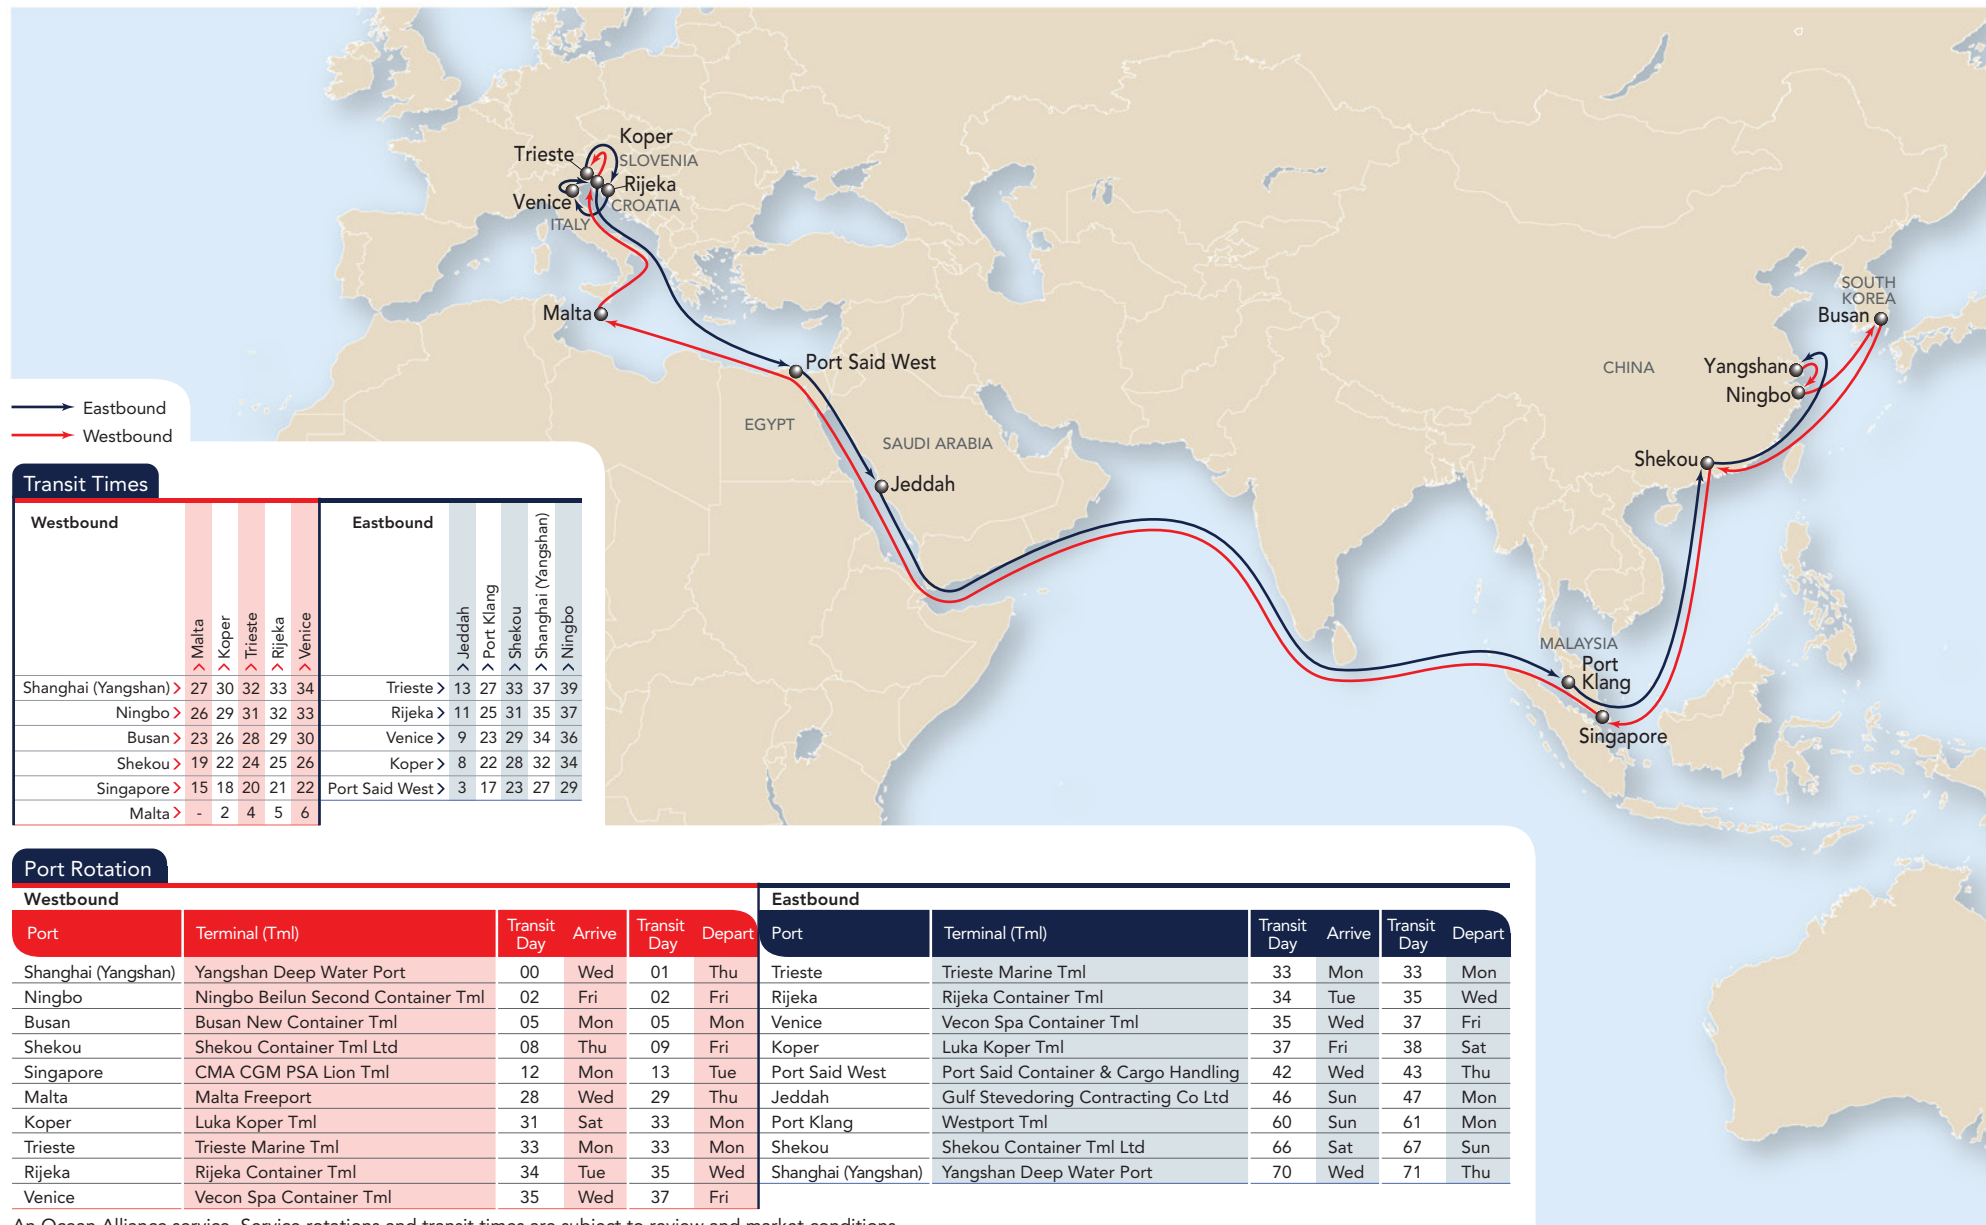 Koper
Trieste
SLOVENIA
Rijeka
Venice
CROATIA
ITALY
Malta
Port Said West
EGYPT
SAUDI ARABIA
Jeddah
SOUTH
KOREA
Busan
CHINA
Yangshan
Ningbo
Shekou
MALAYSIA
Port
Klang
Singapore
Eastbound
Westbound
Transit Times
Westbound Malta Koper Trieste Rijeka Venice
Shanghai (Yangshan) 27 30 32 33 34
Ningbo 26 29 31 32 33
Busan 23 26 28 29 30
Shekou 19 22 24 25 26
Singapore 15 18 20 21 22
Malta - 2 4 5 6
Eastbound Jeddah Port Klang Shekou Shanghai (Yangshan) Ningbo
Trieste 13 27 33 37 39
Rijeka 11 25 31 35 37
Venice 9 23 29 34 36
Koper 8 22 28 32 34
Port Said West 3 17 23 27 29
Port Rotation
Westbound
Port Terminal (Tml) Transit Day Arrive Transit Day Depart
Shanghai (Yangshan) Yangshan Deep Water Port 00 Wed 01 Thu
Ningbo Ningbo Beilun Second Container Tml 02 Fri 02 Fri
Busan Busan New Container Tml 05 Mon 05 Mon
Shekou Shekou Container Tml Ltd 08 Thu 09 Fri
Singapore CMA CGM PSA Lion Tml 12 Mon 13 Tue
Malta Malta Freeport 28 Wed 29 Thu
Koper Luka Koper Tml 31 Sat 33 Mon
Trieste Trieste Marine Tml 33 Mon 33 Mon
Rijeka Rijeka Container Tml 34 Tue 35 Wed
Venice Vecon Spa Container Tml 35 Wed 37 Fri
Eastbound
Port Terminal (Tml) Transit Day Arrive Transit Day Depart
Trieste Trieste Marine Tml 33 Mon 33 Mon
Rijeka Rijeka Container Tml 34 Tue 35 Wed
Venice Vecon Spa Container Tml 35 Wed 37 Fri
Koper Luka Koper Tml 37 Fri 38 Sat
Port Said West Port Said Container & Cargo Handling 42 Wed 43 Thu
Jeddah Gulf Stevedoring Contracting Co Ltd 46 Sun 47 Mon
Port Klang Westport Tml 60 Sun 61 Mon
Shekou Shekou Container Tml Ltd 66 Sat 67 Sun
Shanghai (Yangshan) Yangshan Deep Water Port 70 Wed 71 Thu
An Ocean Alliance service. Service rotations and transit times are subject to review and market conditions